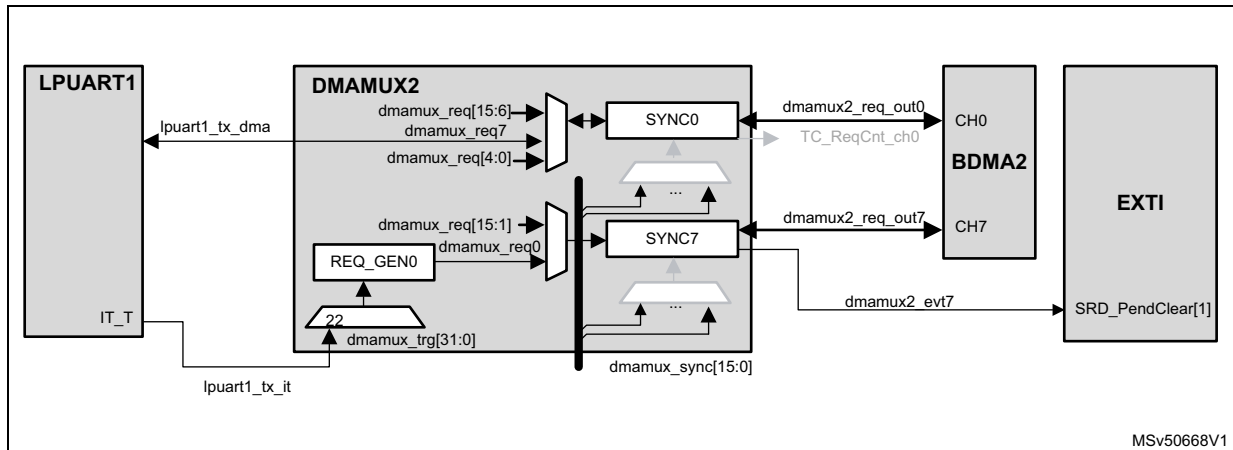 LPUART1
lpuart1_tx_dma
IT_T
lpuart1_tx_it
DMAMUX2
dmamux_req[15:6]
dmamux_req7
dmamux_req[4:0]
dmamux_req[15:1]
dmamux_req0
REQ_GEN0
22
dmamux_trg[31:0]
SYNC0
...
SYNC7
...
dmamux_sync[15:0]
dmamux2_req_out0
TC_ReqCnt_ch0
dmamux2_req_out7
dmamux2_evt7
CH0
BDMA2
CH7
EXTI
SRD_PendClear[1]
MSv50668V1